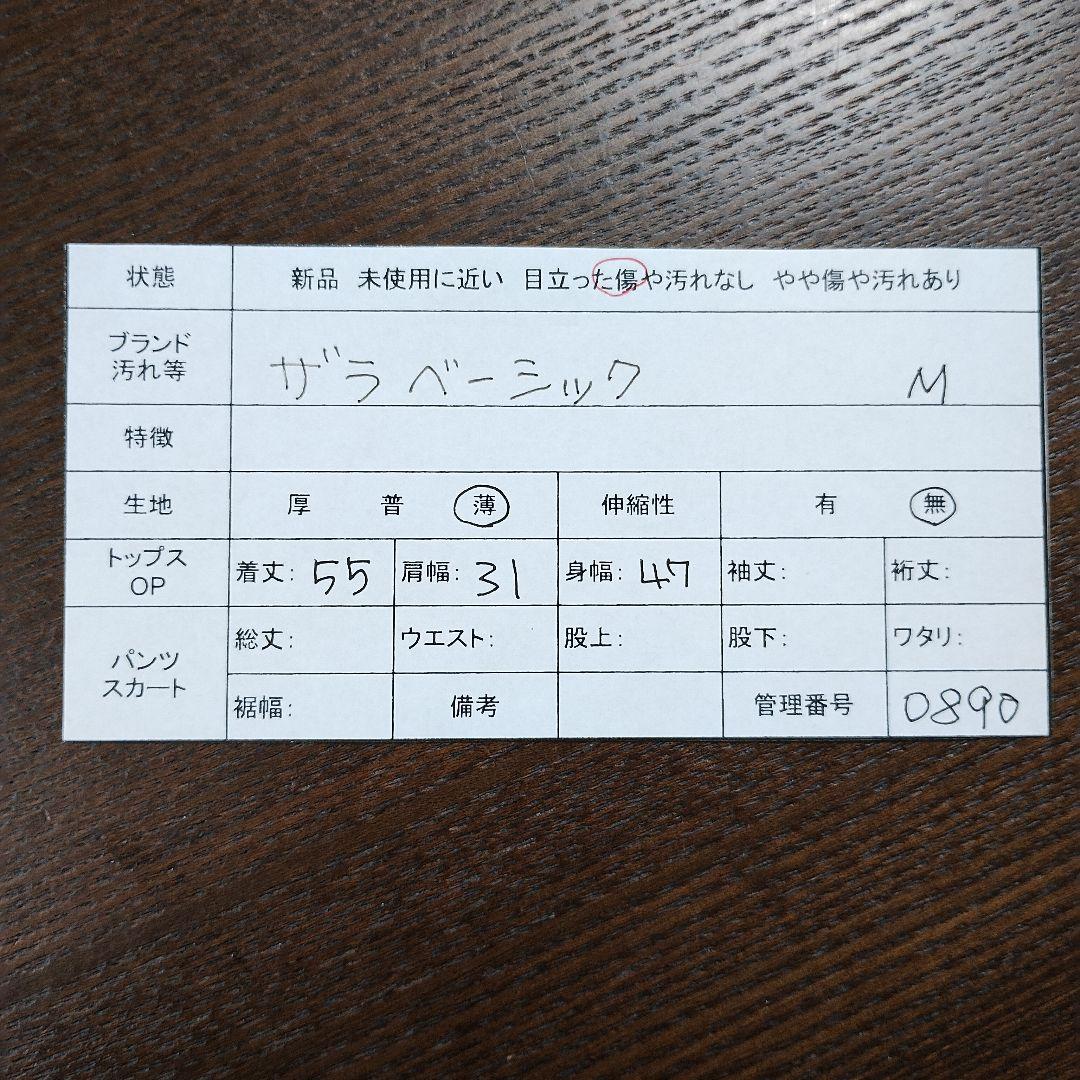 状態 新品 未使用に近い 目立った傷や汚れなし やや傷や汚れあり
ブランド
汚れ等 ザラベーシック M
特徴
生地 厚 普 薄 伸縮性 有 無
トップス
OP 着丈: 55 肩幅: 31 身幅: 47 袖丈: 裄丈:
パンツ
スカート 総丈: ウエスト: 股上: 股下: ワタリ:
裾幅: 備考 管理番号 0890